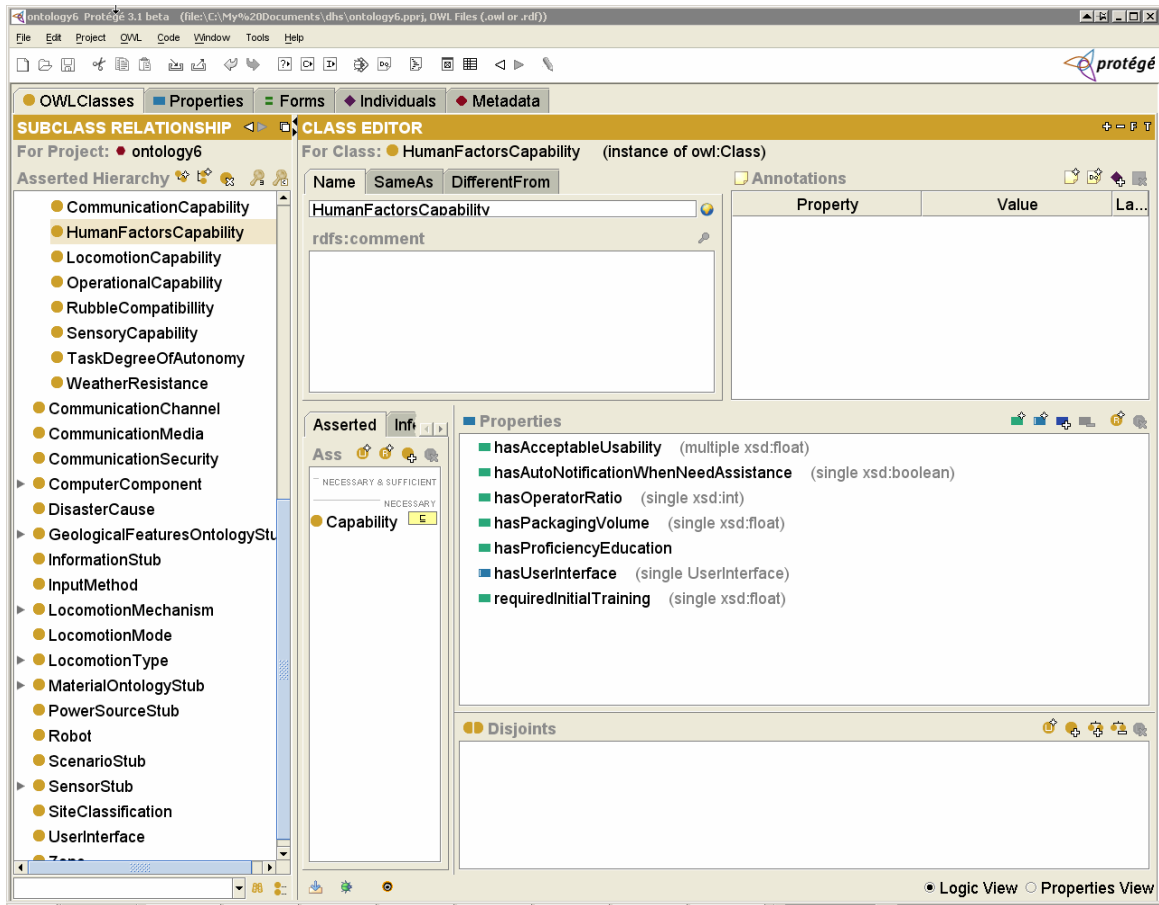 ontology6 Protégé 3.1 beta (file:\C:\My%20Documents\dhs\ontology6.pprj, OWL Files (.owl or .rdf))
File Edit Project OWL Code Window Tools Help
protégé
OWLClasses Properties Forms Individuals Metadata
SUBCLASS RELATIONSHIP
For Project: ontology6
Asserted Hierarchy
CommunicationCapability
HumanFactorsCapability
LocomotionCapability
OperationalCapability
RubbleCompatibillity
SensoryCapability
TaskDegreeOfAutonomy
WeatherResistance
CommunicationChannel
CommunicationMedia
CommunicationSecurity
ComputerComponent
DisasterCause
GeologicalFeaturesOntologyStu
InformationStub
InputMethod
LocomotionMechanism
LocomotionMode
LocomotionType
MaterialOntologyStub
PowerSourceStub
Robot
ScenarioStub
SensorStub
SiteClassification
UserInterface
Zone
CLASS EDITOR
For Class: HumanFactorsCapability (instance of owl:Class)
Name SameAs DifferentFrom
HumanFactorsCapability
rdfs:comment
Annotations
Property Value La...
Asserted Inf
Ass
NECESSARY & SUFFICIENT
NECESSARY
Capability
Properties
hasAcceptableUsability (multiple xsd:float)
hasAutoNotificationWhenNeedAssistance (single xsd:boolean)
hasOperatorRatio (single xsd:int)
hasPackagingVolume (single xsd:float)
hasProficiencyEducation
hasUserInterface (single UserInterface)
requiredInitialTraining (single xsd:float)
Disjoints
Logic View Properties View